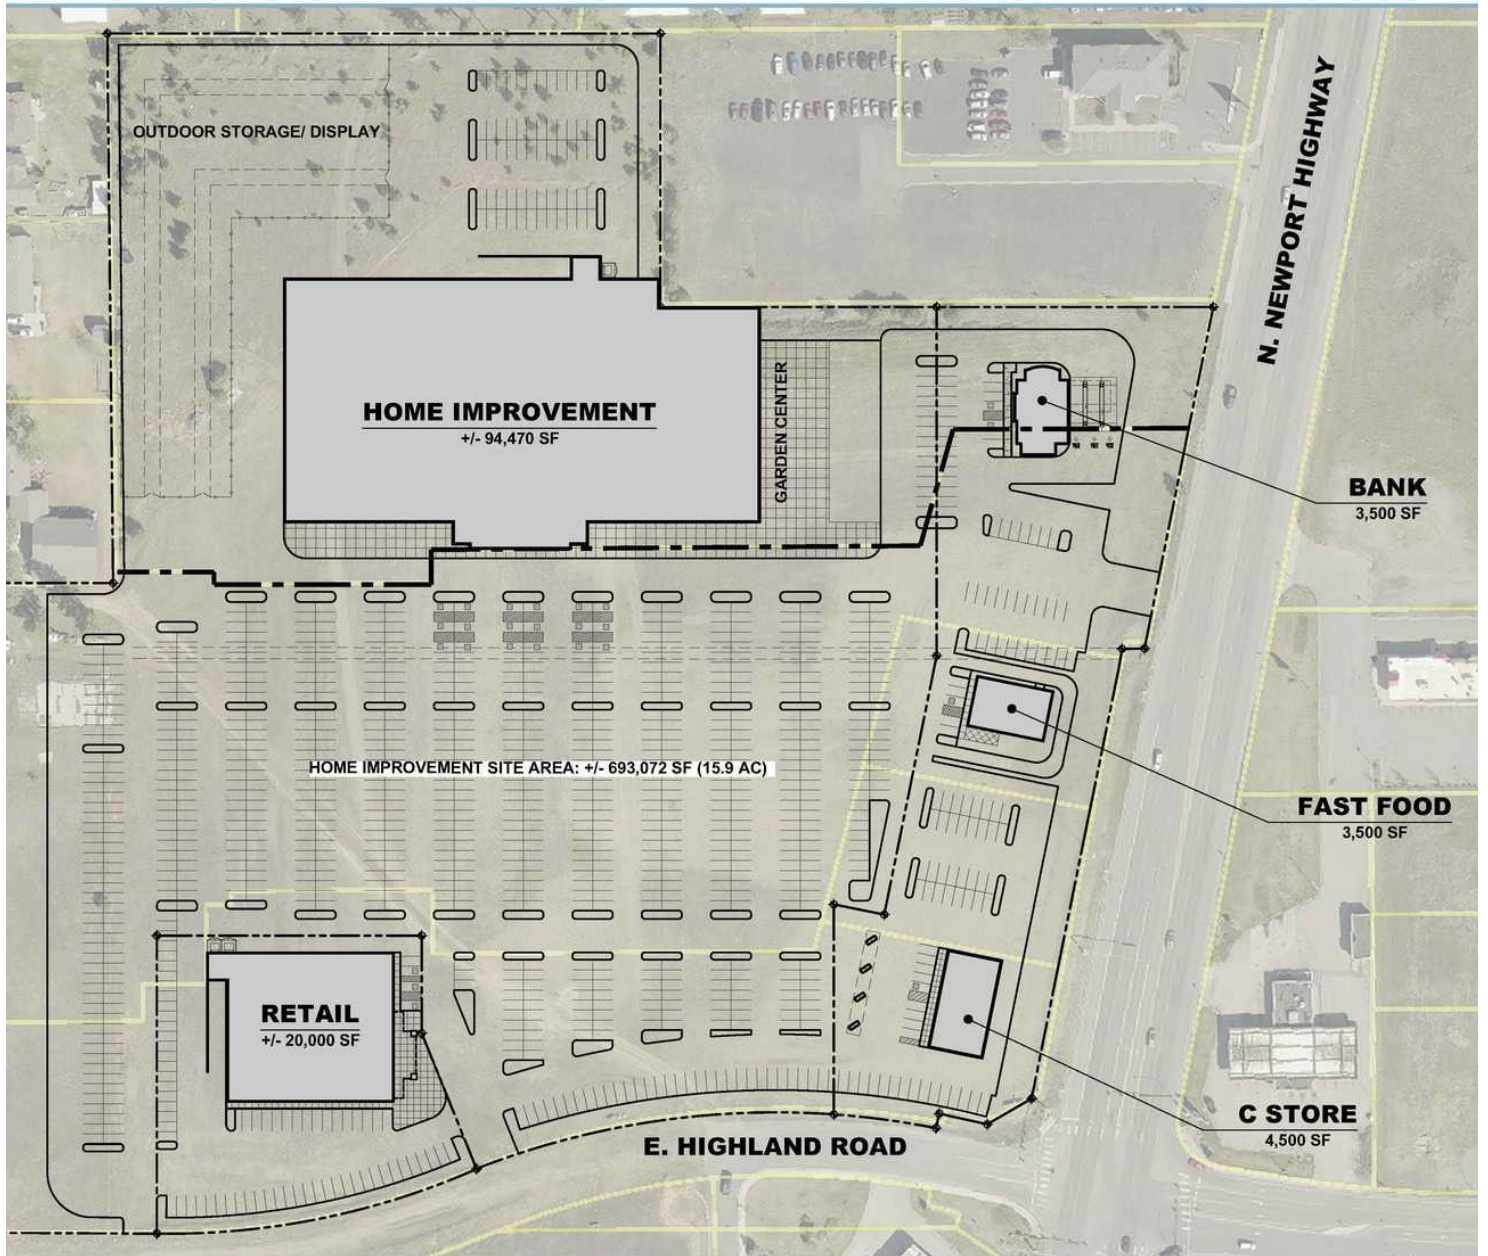 OUTDOOR STORAGE/ DISPLAY
N. NEWPORT HIGHWAY
HOME IMPROVEMENT
+/- 94,470 SF
GARDEN CENTER
BANK
3,500 SF
HOME IMPROVEMENT SITE AREA: +/- 693,072 SF (15.9 AC)
FAST FOOD
3,500 SF
RETAIL
+/- 20,000 SF
C STORE
4,500 SF
E. HIGHLAND ROAD